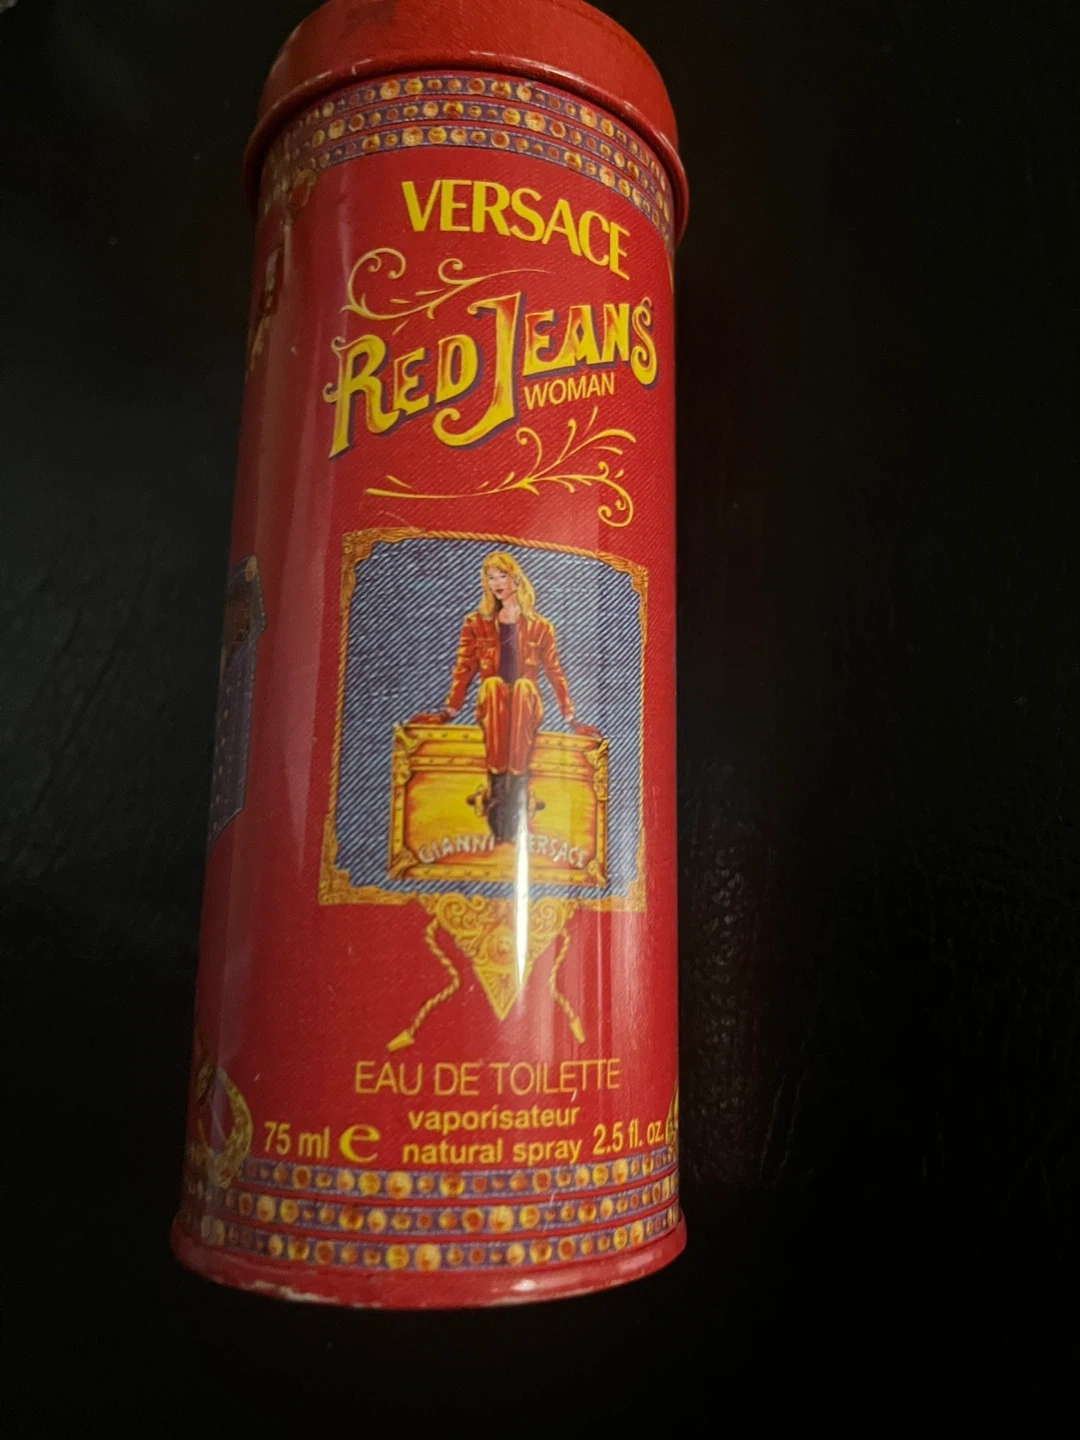 VERSACE
RED JEANS
WOMAN
GIANNI VERSACE
EAU DE TOILETTE
vaporisateur
75 ml e natural spray 2.5 fl. oz.